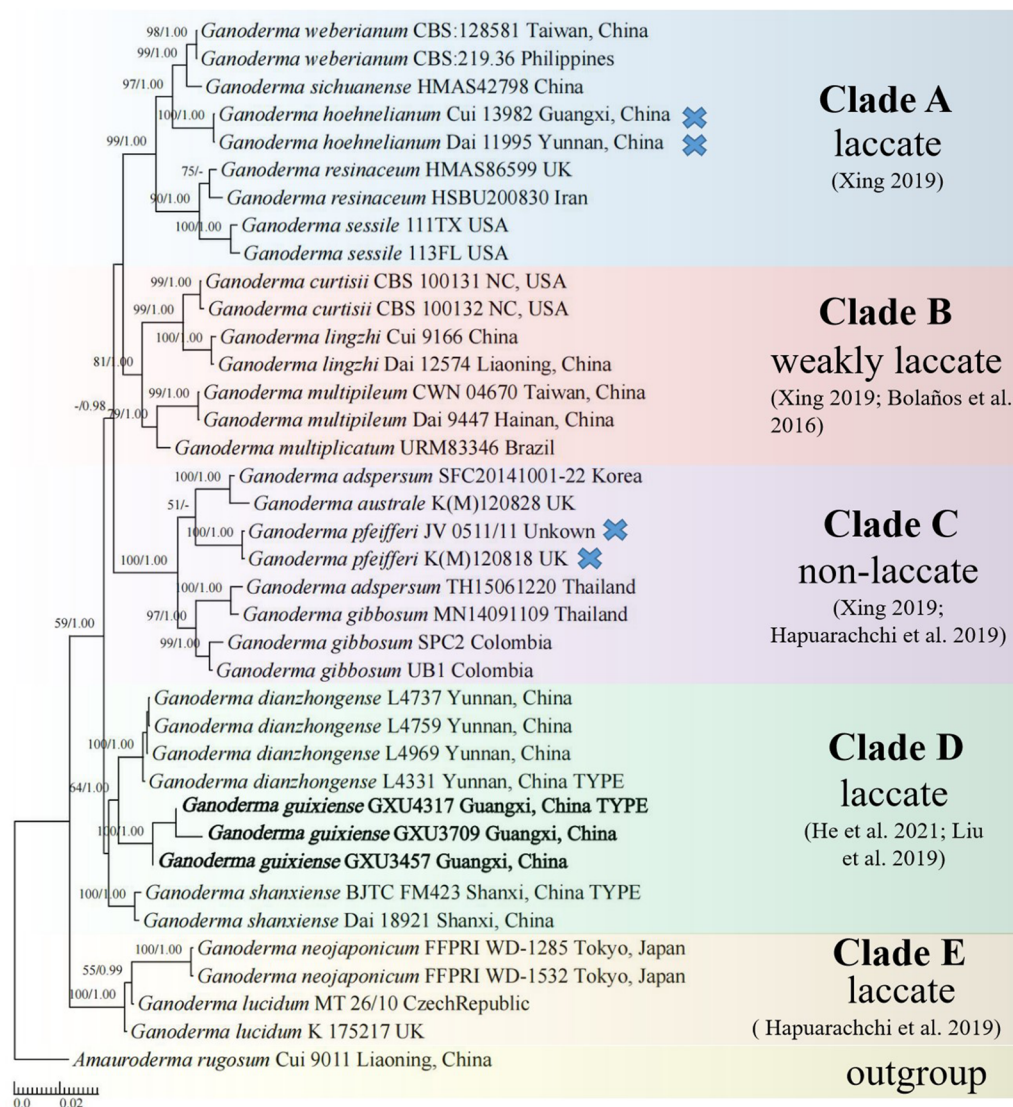 98/1.00
Ganoderma weberianum CBS:128581 Taiwan, China
99/1.00
Ganoderma weberianum CBS:219.36 Philippines
97/1.00
Ganoderma sichuanense HMAS42798 China
100/1.00
Ganoderma hoehnelianum Cui 13982 Guangxi, China
Ganoderma hoehnelianum Dai 11995 Yunnan, China
99/1.00
75/-
Ganoderma resinaceum HMAS86599 UK
90/1.00
Ganoderma resinaceum HSBU200830 Iran
100/1.00
Ganoderma sessile 111TX USA
Ganoderma sessile 113FL USA
Clade A
laccate
(Xing 2019)
99/1.00
Ganoderma curtisii CBS 100131 NC, USA
99/1.00
Ganoderma curtisii CBS 100132 NC, USA
100/1.00
Ganoderma lingzhi Cui 9166 China
Ganoderma lingzhi Dai 12574 Liaoning, China
81/1.00
99/1.00
Ganoderma multipileum CWN 04670 Taiwan, China
-/0.98
79/1.00
Ganoderma multipileum Dai 9447 Hainan, China
Ganoderma multiplicatum URM83346 Brazil
Clade B
weakly laccate
(Xing 2019; Bolaños et al.
2016)
100/1.00
Ganoderma adspersum SFC20141001-22 Korea
51/-
Ganoderma australe K(M)120828 UK
100/1.00
Ganoderma pfeifferi JV 0511/11 Unkown
100/1.00
Ganoderma pfeifferi K(M)120818 UK
100/1.00
Ganoderma adspersum TH15061220 Thailand
97/1.00
Ganoderma gibbosum MN14091109 Thailand
99/1.00
Ganoderma gibbosum SPC2 Colombia
Ganoderma gibbosum UB1 Colombia
Clade C
non-laccate
(Xing 2019;
Hapuarachchi et al. 2019)
59/1.00
Ganoderma dianzhongense L4737 Yunnan, China
Ganoderma dianzhongense L4759 Yunnan, China
100/1.00
Ganoderma dianzhongense L4969 Yunnan, China
64/1.00
Ganoderma dianzhongense L4331 Yunnan, China TYPE
Ganoderma guixiense GXU4317 Guangxi, China TYPE
100/1.00
Ganoderma guixiense GXU3709 Guangxi, China
Ganoderma guixiense GXU3457 Guangxi, China
100/1.00
Ganoderma shanxiense BJTC FM423 Shanxi, China TYPE
Ganoderma shanxiense Dai 18921 Shanxi, China
Clade D
laccate
(He et al. 2021; Liu
et al. 2019)
100/1.00
Ganoderma neojaponicum FFPRI WD-1285 Tokyo, Japan
55/0.99
Ganoderma neojaponicum FFPRI WD-1532 Tokyo, Japan
100/1.00
Ganoderma lucidum MT 26/10 CzechRepublic
Ganoderma lucidum K 175217 UK
Clade E
laccate
( Hapuarachchi et al. 2019)
Amauroderma rugosum Cui 9011 Liaoning, China
outgroup
0.0 0.02